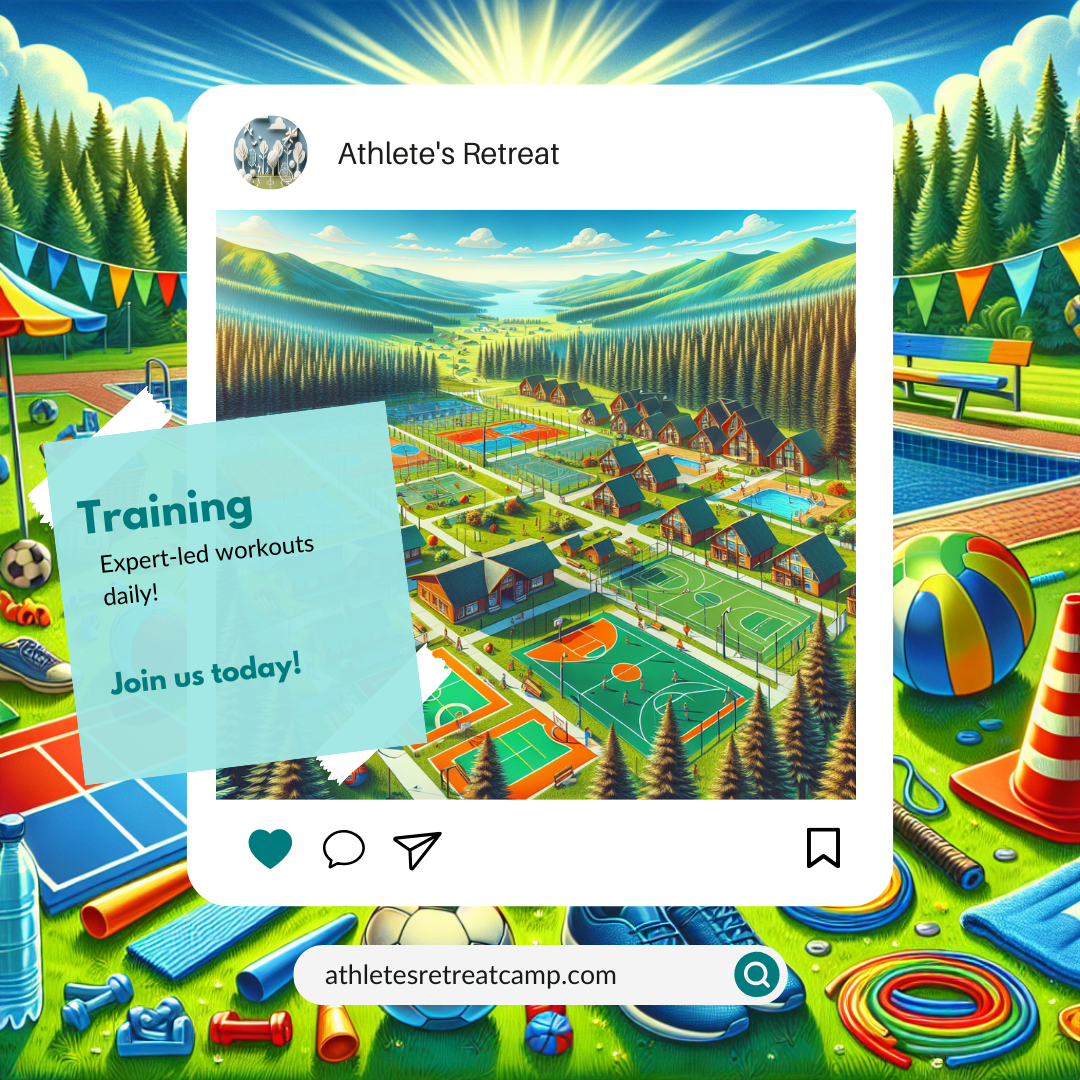 Athlete's Retreat
Training
Expert-led workouts
daily!
Join us today!
athletesretreatcamp.com